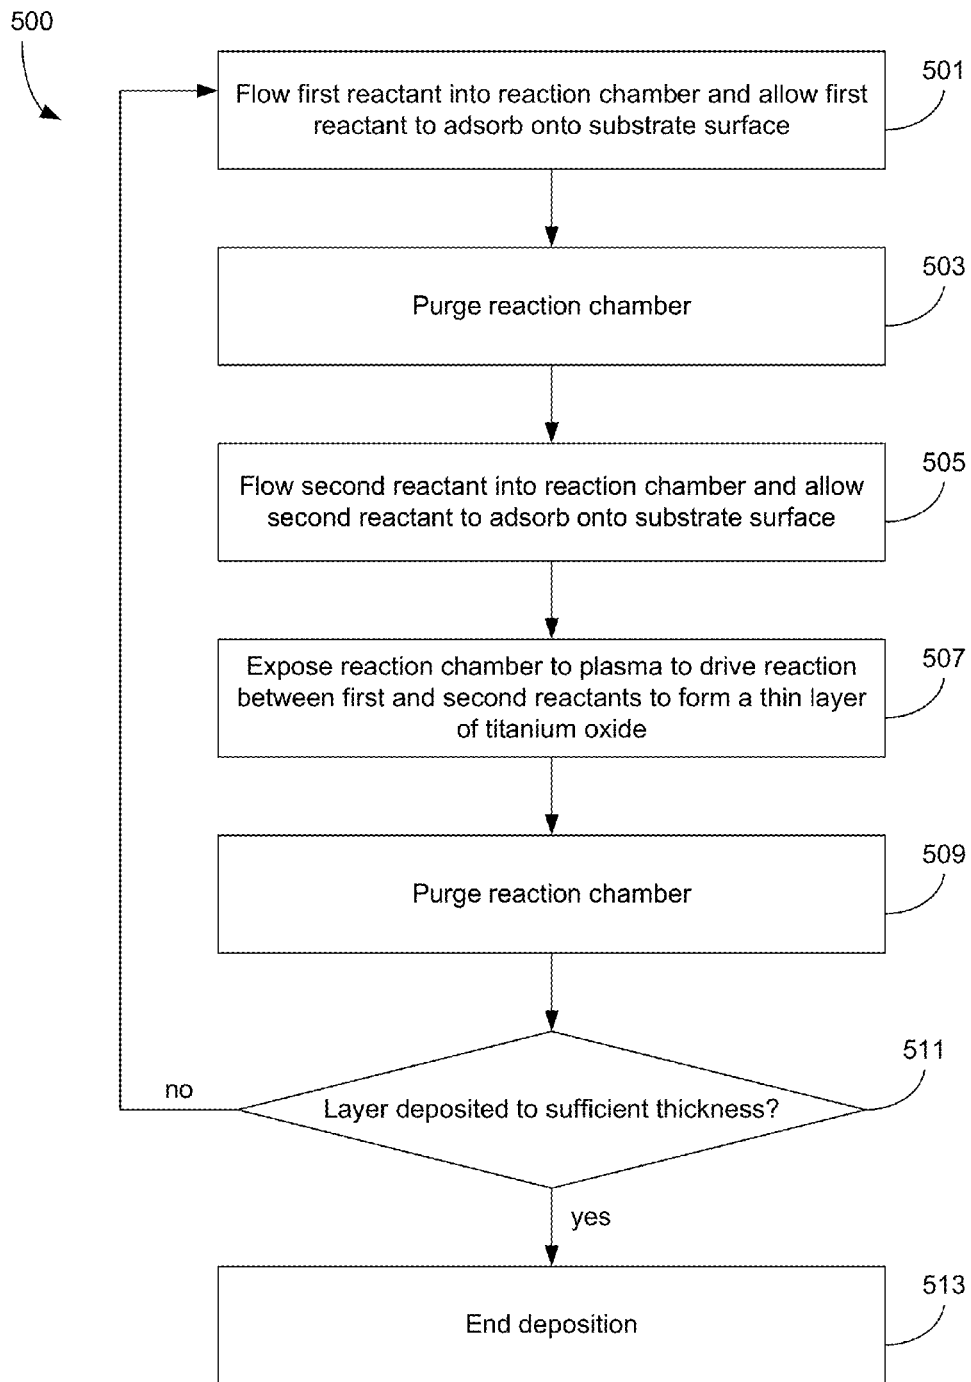 500
501
Flow first reactant into reaction chamber and allow first
reactant to adsorb onto substrate surface
503
Purge reaction chamber
505
Flow second reactant into reaction chamber and allow
second reactant to adsorb onto substrate surface
507
Expose reaction chamber to plasma to drive reaction
between first and second reactants to form a thin layer
of titanium oxide
509
Purge reaction chamber
511
no
Layer deposited to sufficient thickness?
yes
513
End deposition